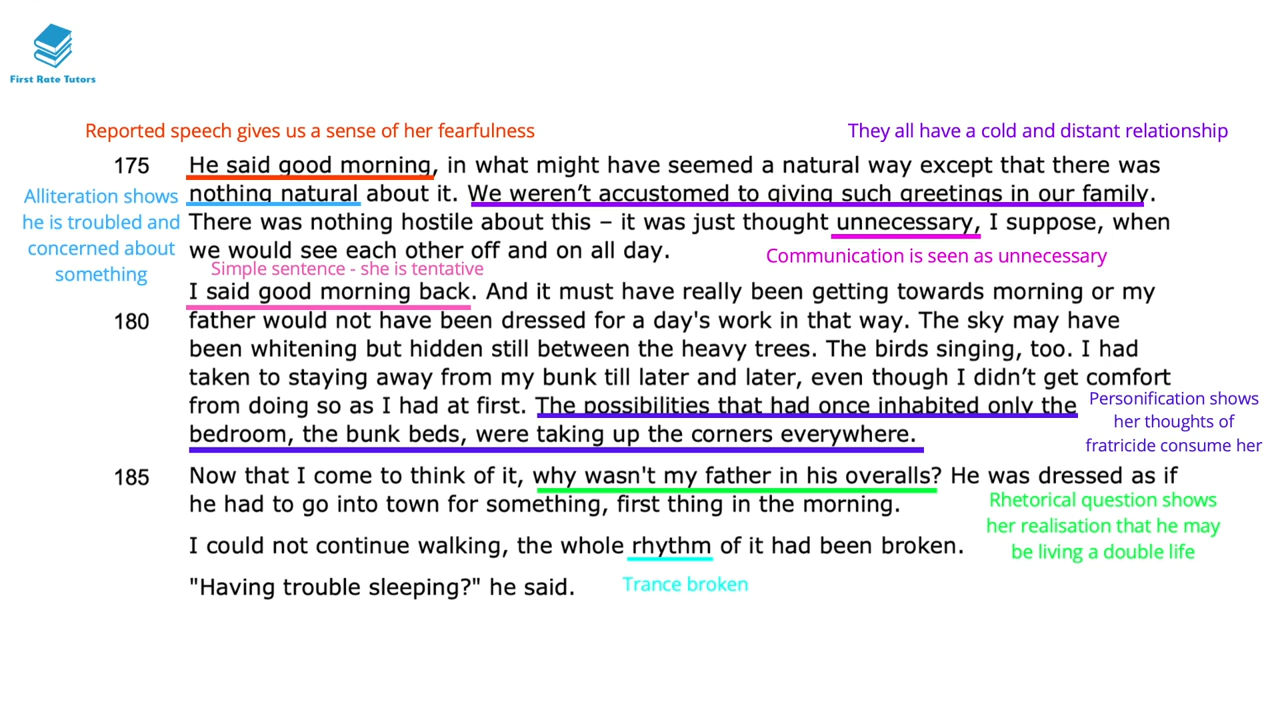 First Rate Tutors
Reported speech gives us a sense of her fearfulness
They all have a cold and distant relationship
175 He said good morning, in what might have seemed a natural way except that there was
nothing natural about it. We weren’t accustomed to giving such greetings in our family.
Alliteration shows
he is troubled and
concerned about
something
There was nothing hostile about this – it was just thought unnecessary, I suppose, when
we would see each other off and on all day.
Communication is seen as unnecessary
Simple sentence - she is tentative
I said good morning back. And it must have really been getting towards morning or my
180 father would not have been dressed for a day's work in that way. The sky may have
been whitening but hidden still between the heavy trees. The birds singing, too. I had
taken to staying away from my bunk till later and later, even though I didn’t get comfort
from doing so as I had at first. The possibilities that had once inhabited only the
bedroom, the bunk beds, were taking up the corners everywhere.
Personification shows
her thoughts of
fratricide consume her
185 Now that I come to think of it, why wasn't my father in his overalls? He was dressed as if
he had to go into town for something, first thing in the morning.
Rhetorical question shows
her realisation that he may
be living a double life
I could not continue walking, the whole rhythm of it had been broken.
"Having trouble sleeping?" he said.
Trance broken